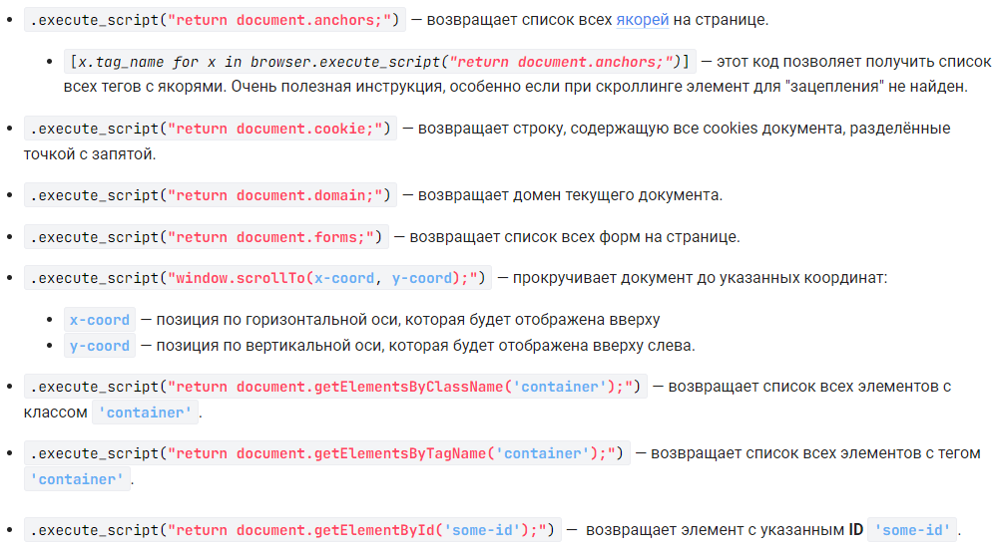 • .execute_script("return document.anchors;") — возвращает список всех якорей на странице.
• [x.tag_name for x in browser.execute_script("return document.anchors;")] — этот код позволяет получить список
всех тегов с якорями. Очень полезная инструкция, особенно если при скроллинге элемент для "зацепления" не найден.
• .execute_script("return document.cookie;") — возвращает строку, содержащую все cookies документа, разделённые
точкой с запятой.
• .execute_script("return document.domain;") — возвращает домен текущего документа.
• .execute_script("return document.forms;") — возвращает список всех форм на странице.
• .execute_script("window.scrollTo(x-coord, y-coord);") — прокручивает документ до указанных координат:
• x-coord — позиция по горизонтальной оси, которая будет отображена вверху
• y-coord — позиция по вертикальной оси, которая будет отображена вверху слева.
• .execute_script("return document.getElementsByClassName('container');") — возвращает список всех элементов с
классом 'container'.
• .execute_script("return document.getElementsByTagName('container');") — возвращает список всех элементов с тегом
'container'.
• .execute_script("return document.getElementById('some-id');") — возвращает элемент с указанным ID 'some-id'.